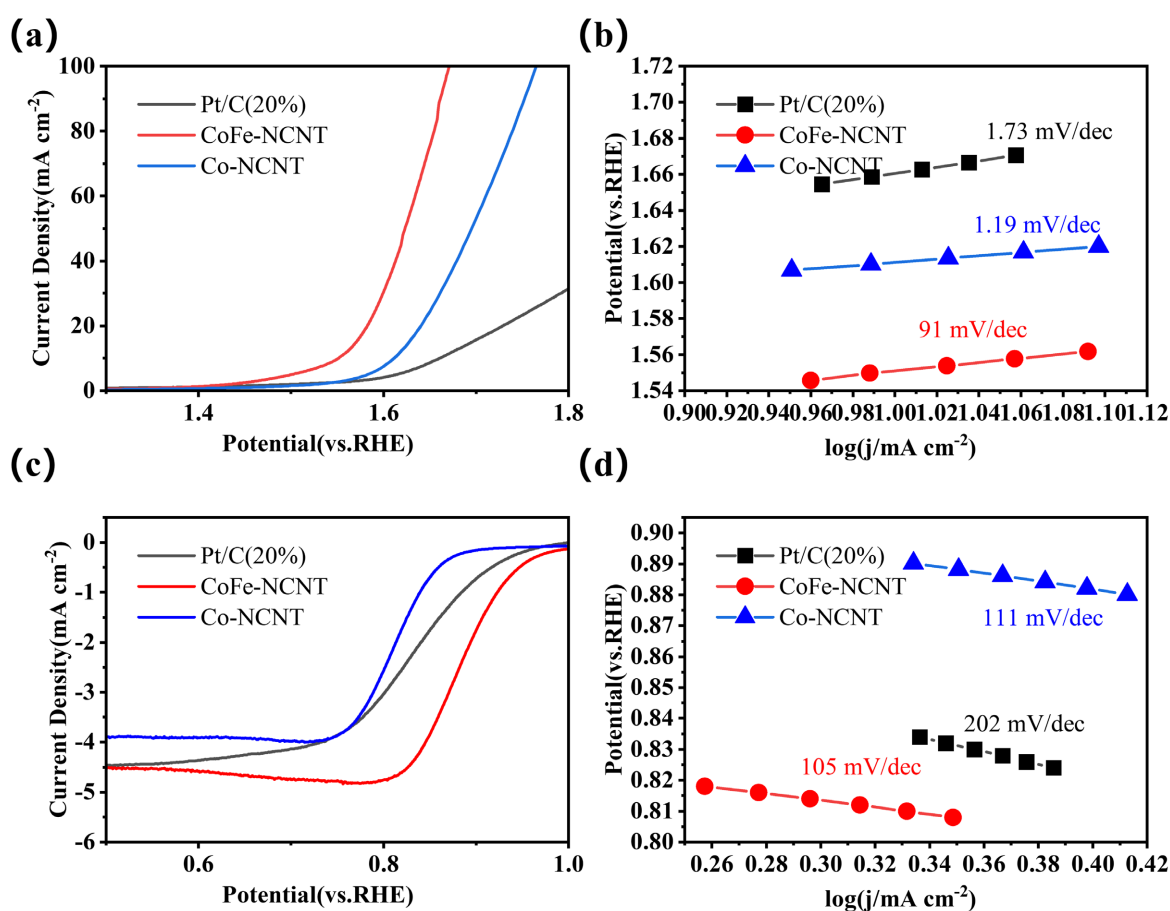 (a)
100
80
60
40
20
0
Current Density(mA cm-2)
Pt/C(20%)
CoFe-NCNT
Co-NCNT
1.4 1.6 1.8
Potential(vs.RHE)
(b)
1.72
1.70
1.68
1.66
1.64
1.62
1.60
1.58
1.56
1.54
Potential(vs.RHE)
Pt/C(20%)
CoFe-NCNT
Co-NCNT
1.73 mV/dec
1.19 mV/dec
91 mV/dec
0.90 0.92 0.94 0.96 0.98 1.00 1.02 1.04 1.06 1.08 1.10 1.12
log(j/mA cm-2)
(c)
0
-1
-2
-3
-4
-5
-6
Current Density(mA cm-2)
Pt/C(20%)
CoFe-NCNT
Co-NCNT
0.6 0.8 1.0
Potential(vs.RHE)
(d)
0.90
0.89
0.88
0.87
0.86
0.85
0.84
0.83
0.82
0.81
0.80
Potential(vs.RHE)
Pt/C(20%)
CoFe-NCNT
Co-NCNT
111 mV/dec
202 mV/dec
105 mV/dec
0.26 0.28 0.30 0.32 0.34 0.36 0.38 0.40 0.42
log(j/mA cm-2)